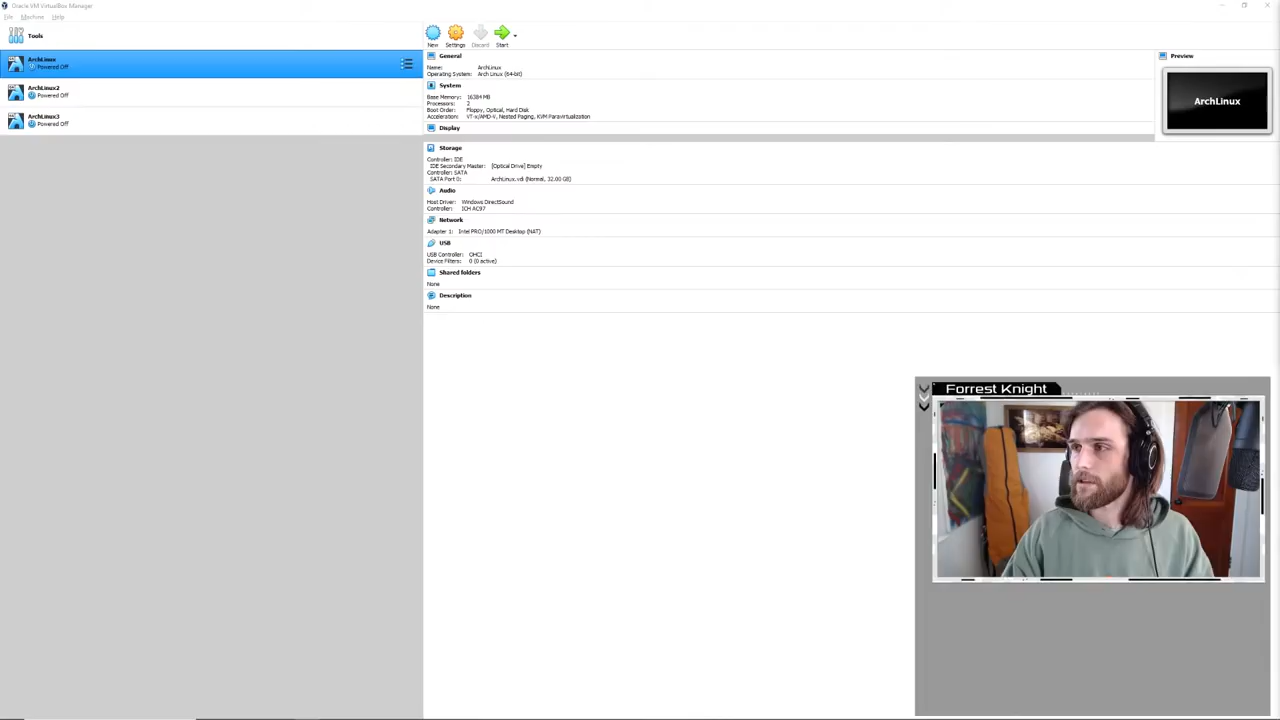 Oracle VM VirtualBox Manager
File Machine Help
Tools
ArchLinux
Powered Off
ArchLinux2
Powered Off
ArchLinux3
Powered Off
New Settings Discard Start
General
Name: ArchLinux
Operating System: Arch Linux (64-bit)
System
Base Memory: 16384 MB
Processors: 2
Boot Order: Floppy, Optical, Hard Disk
Acceleration: VT-x/AMD-V, Nested Paging, KVM Paravirtualization
Display
Storage
Controller: IDE
IDE Secondary Master: [Optical Drive] Empty
Controller: SATA
SATA Port 0: ArchLinux.vdi (Normal, 32.00 GB)
Audio
Host Driver: Windows DirectSound
Controller: ICH AC97
Network
Adapter 1: Intel PRO/1000 MT Desktop (NAT)
USB
USB Controller: OHCI
Device Filters: 0 (0 active)
Shared folders
None
Description
None
Preview
ArchLinux
Forrest Knight